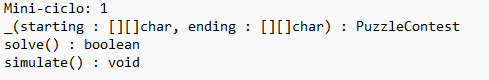 Mini-ciclo: 1
_(starting : [][]char, ending : [][]char) : PuzzleContest
solve() : boolean
simulate() : void